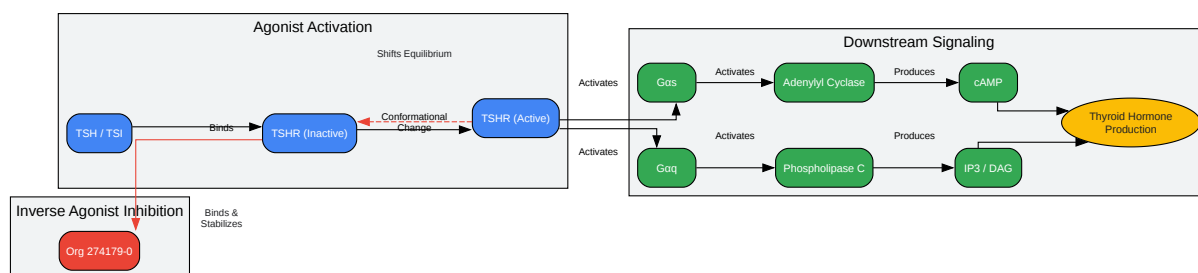 Agonist Activation
Shifts Equilibrium
TSH / TSI
Binds
TSHR (Inactive)
Conformational
Change
TSHR (Active)
Activates
Activates
Downstream Signaling
Gαs
Activates
Adenylyl Cyclase
Produces
cAMP
Thyroid Hormone
Production
Gαq
Activates
Phospholipase C
Produces
IP3 / DAG
Inverse Agonist Inhibition
Binds &
Stabilizes
Org 274179-0